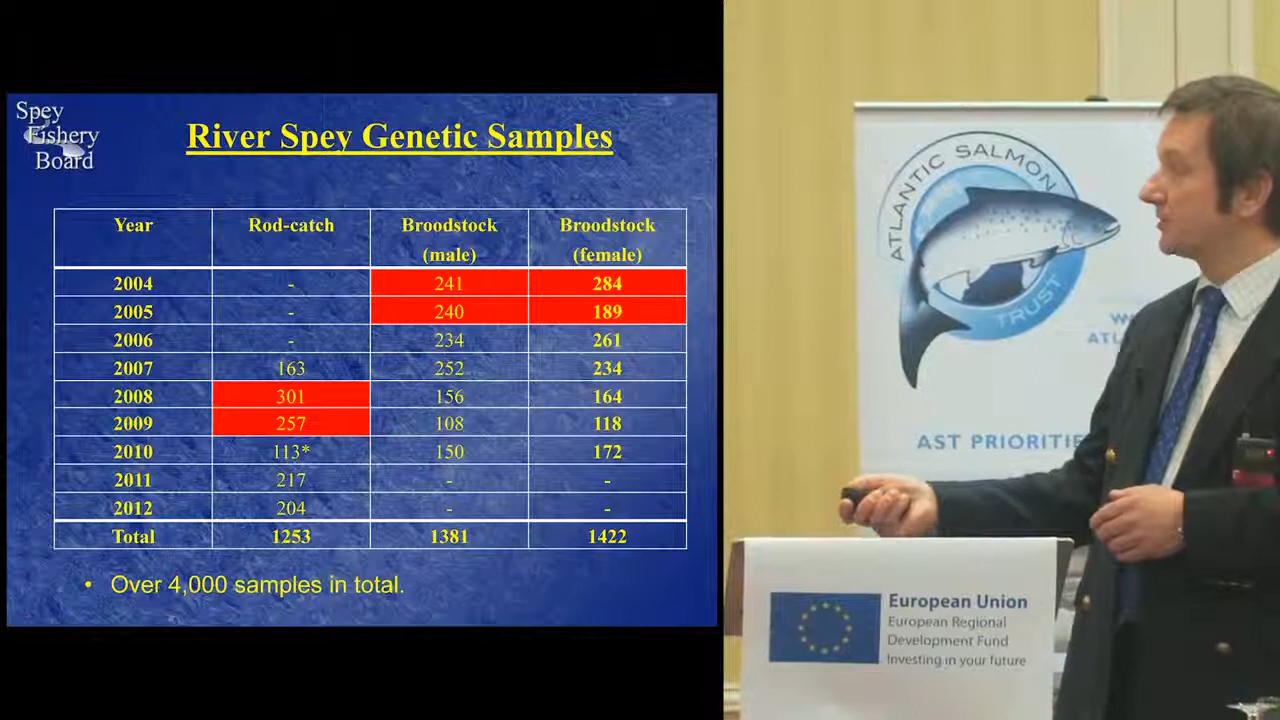 Spey
Fishery
Board
River Spey Genetic Samples
Year Rod-catch Broodstock (male) Broodstock (female)
2004 - 241 284
2005 - 240 189
2006 - 234 261
2007 163 252 234
2008 301 156 164
2009 257 108 118
2010 113* 150 172
2011 217 - -
2012 204 - -
Total 1253 1381 1422
• Over 4,000 samples in total.
ATLANTIC SALMON
TRUST
AST PRIORITIE
European Union
European Regional
Development Fund
Investing in your future